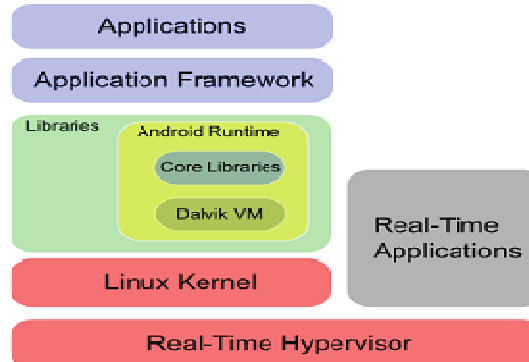 Applications
Application Framework
Libraries
Android Runtime
Core Libraries
Dalvik VM
Real-Time
Applications
Linux Kernel
Real-Time Hypervisor